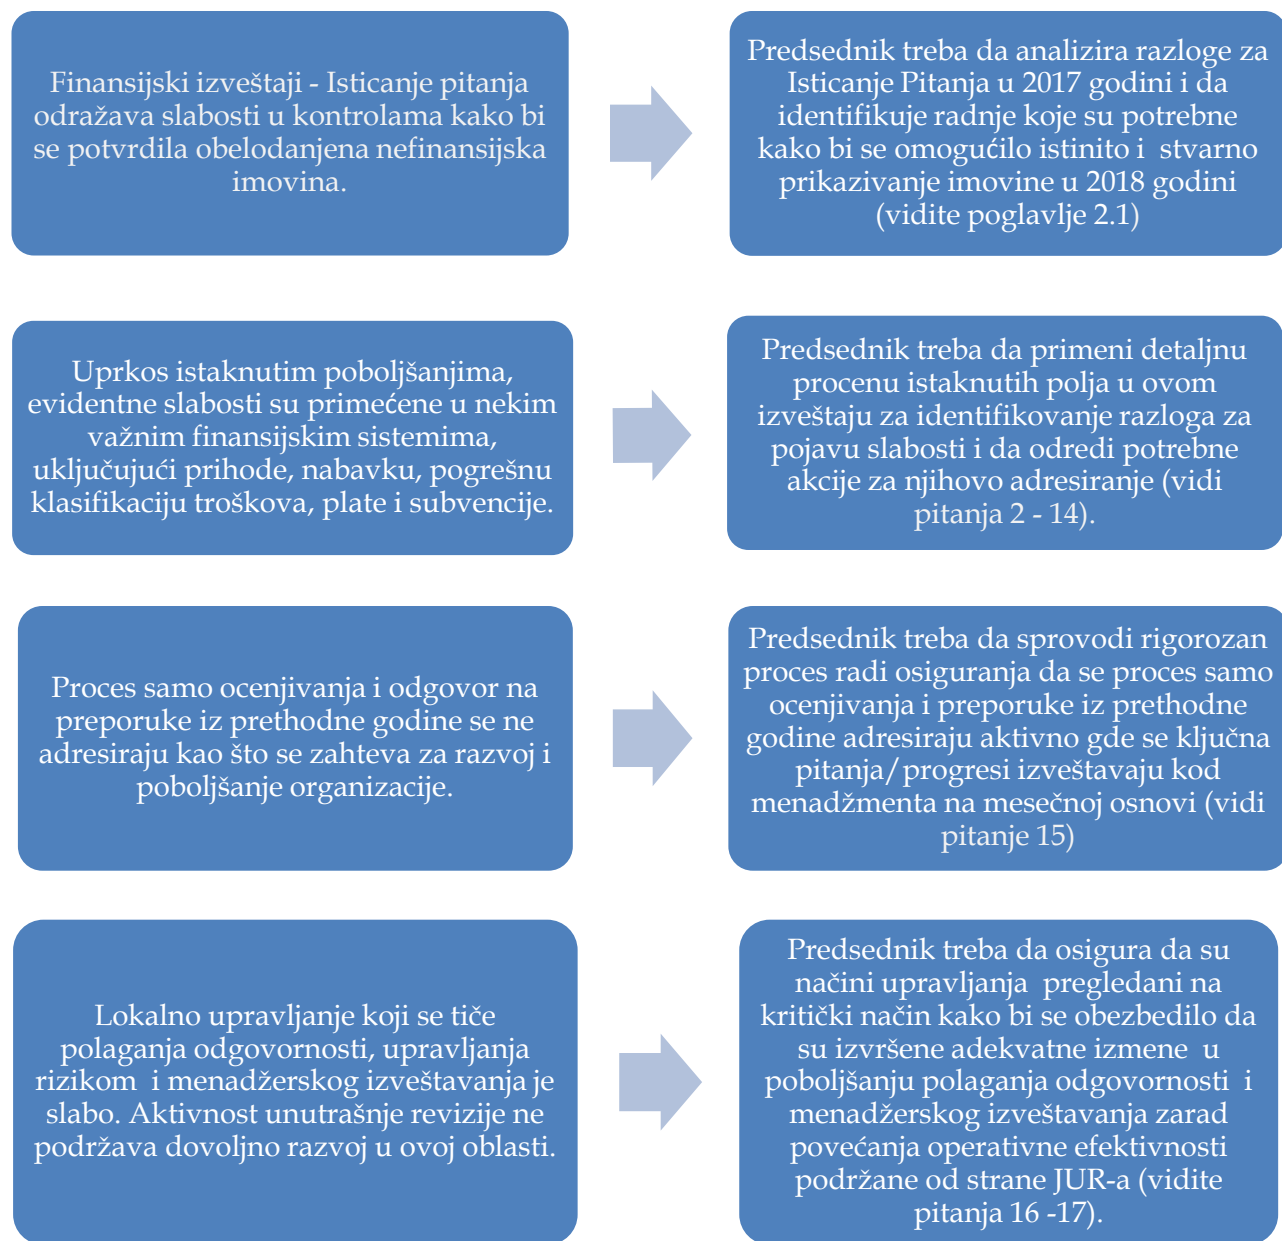 Finansijski izveštaji - Isticanje pitanja
odražava slabosti u kontrolama kako bi
se potvrdila obelodanjena nefinansijska
imovina.
Predsednik treba da analizira razloge za
Isticanje Pitanja u 2017 godini i da
identifikuje radnje koje su potrebne
kako bi se omogućilo istinito i stvarno
prikazivanje imovine u 2018 godini
(vidite poglavlje 2.1)
Uprkos istaknutim poboljšanjima,
evidentne slabosti su primećene u nekim
važnim finansijskim sistemima,
uključujući prihode, nabavku, pogrešnu
klasifikaciju troškova, plate i subvencije.
Predsednik treba da primeni detaljnu
procenu istaknutih polja u ovom
izveštaju za identifikovanje razloga za
pojavu slabosti i da odredi potrebne
akcije za njihovo adresiranje (vidi
pitanja 2 - 14).
Proces samo ocenjivanja i odgovor na
preporuke iz prethodne godine se ne
adresiraju kao što se zahteva za razvoj i
poboljšanje organizacije.
Predsednik treba da sprovodi rigorozan
proces radi osiguranja da se proces samo
ocenjivanja i preporuke iz prethodne
godine adresiraju aktivno gde se ključna
pitanja/progresi izveštavaju kod
menadžmenta na mesečnoj osnovi (vidi
pitanje 15)
Lokalno upravljanje koji se tiče
polaganja odgovornosti, upravljanja
rizikom i menadžerskog izveštavanja je
slabo. Aktivnost unutrašnje revizije ne
podržava dovoljno razvoj u ovoj oblasti.
Predsednik treba da osigura da su
načini upravljanja pregledani na
kritički način kako bi se obezbedilo da
su izvršene adekvatne izmene u
poboljšanju polaganja odgovornosti i
menadžerskog izveštavanja zarad
povećanja operativne efektivnosti
podržane od strane JUR-a (vidite
pitanja 16 -17).